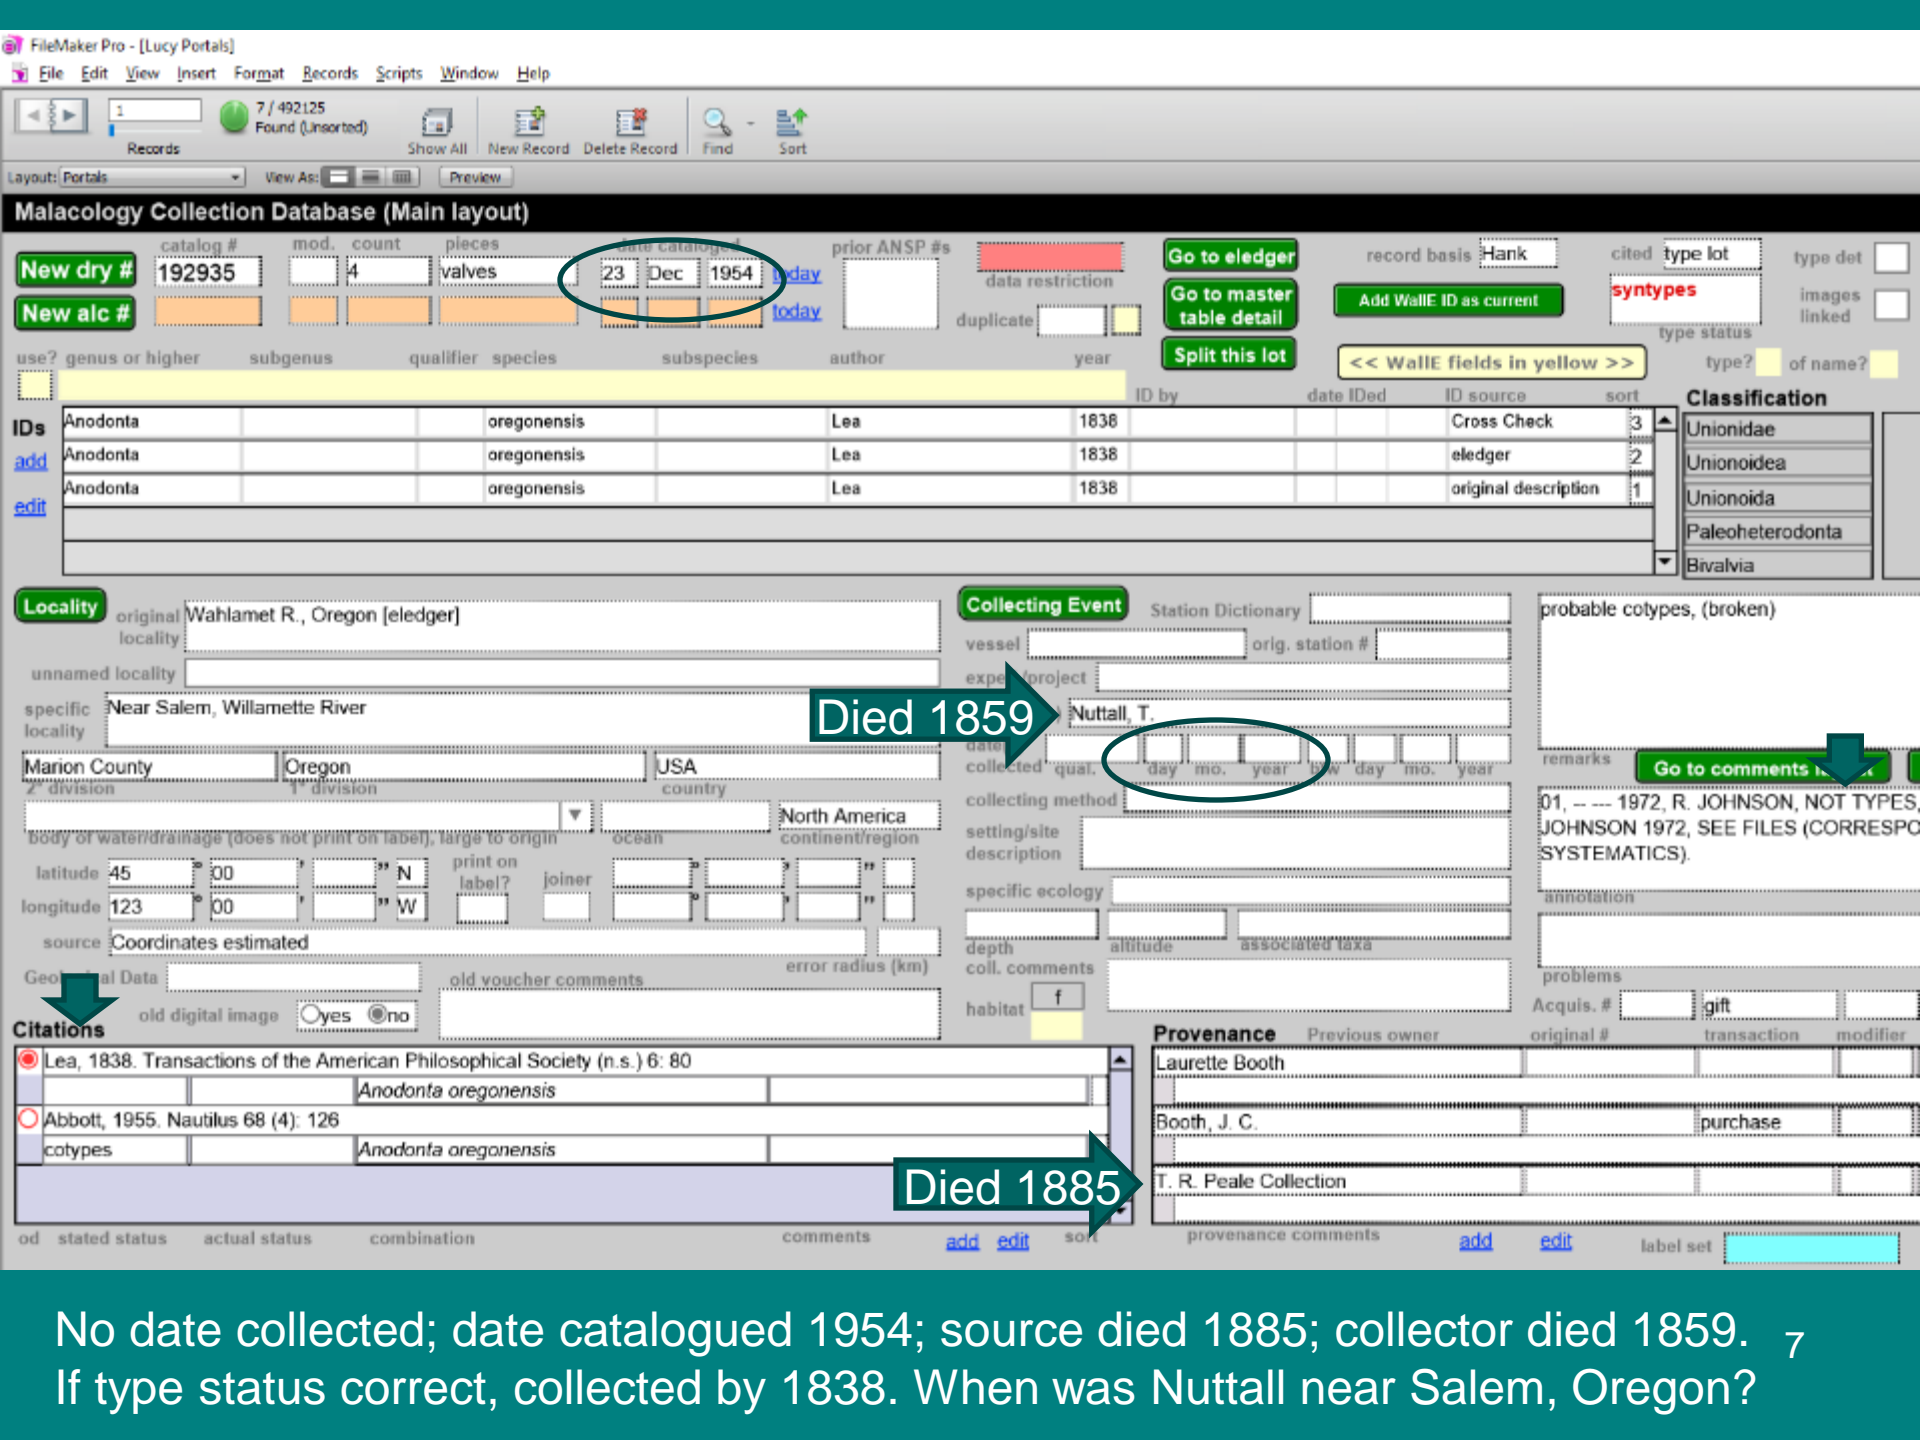 FileMaker Pro - [Lucy Portals]
File Edit View Insert Format Records Scripts Window Help
1
7 / 492125
Found (Unsorted)
Records
Show All New Record Delete Record Find Sort
Layout: Portals View As: Preview
Malacology Collection Database (Main layout)
catalog # mod. count pieces date cataloged prior ANSP #s
New dry # 192935 4 valves 23 Dec 1954 today
New alc # today
data restriction
duplicate
Go to eledger
Go to master
table detail
Split this lot
record basis Hank
Add WallE ID as current
<< WallE fields in yellow >>
cited type lot
syntypes
type status
type det
images
linked
type? of name?
use? genus or higher subgenus qualifier species subspecies author year
ID by date IDed ID source sort
IDs
add
edit
Anodonta oregonensis Lea 1838 Cross Check 3
Anodonta oregonensis Lea 1838 eledger 2
Anodonta oregonensis Lea 1838 original description 1
Classification
Unionidae
Unionoidea
Unionoida
Paleoheterodonta
Bivalvia
Locality
original
locality
Wahlamet R., Oregon [eledger]
unnamed locality
specific
locality
Near Salem, Willamette River
Marion County Oregon USA
2° division 1° division country
North America
body of water/drainage (does not print on label), large to origin ocean continent/region
latitude 45 ° 00 ' " N
longitude 123 ° 00 ' " W
print on
label?
joiner
° ' "
° ' "
source Coordinates estimated
error radius (km)
al Data
old voucher comments
old digital image yes no
Collecting Event
Station Dictionary
vessel orig. station #
/project
Died 1859
Nuttall, T.
collected qual. day mo. year day mo. year
collecting method
setting/site
description
specific ecology
depth altitude associated taxa
coll. comments
habitat f
probable cotypes, (broken)
remarks
Go to comments
01, -- --- 1972, R. JOHNSON, NOT TYPES,
JOHNSON 1972, SEE FILES (CORRESPO
SYSTEMATICS).
annotation
problems
Acquis. # gift
Citations
Lea, 1838. Transactions of the American Philosophical Society (n.s.) 6: 80
Anodonta oregonensis
Abbott, 1955. Nautilus 68 (4): 126
cotypes Anodonta oregonensis
od stated status actual status combination comments add edit sort
Provenance Previous owner original # transaction modifier
Laurette Booth
Booth, J. C. purchase
Died 1885
T. R. Peale Collection
provenance comments add edit label set
No date collected; date catalogued 1954; source died 1885; collector died 1859.
7
If type status correct, collected by 1838. When was Nuttall near Salem, Oregon?